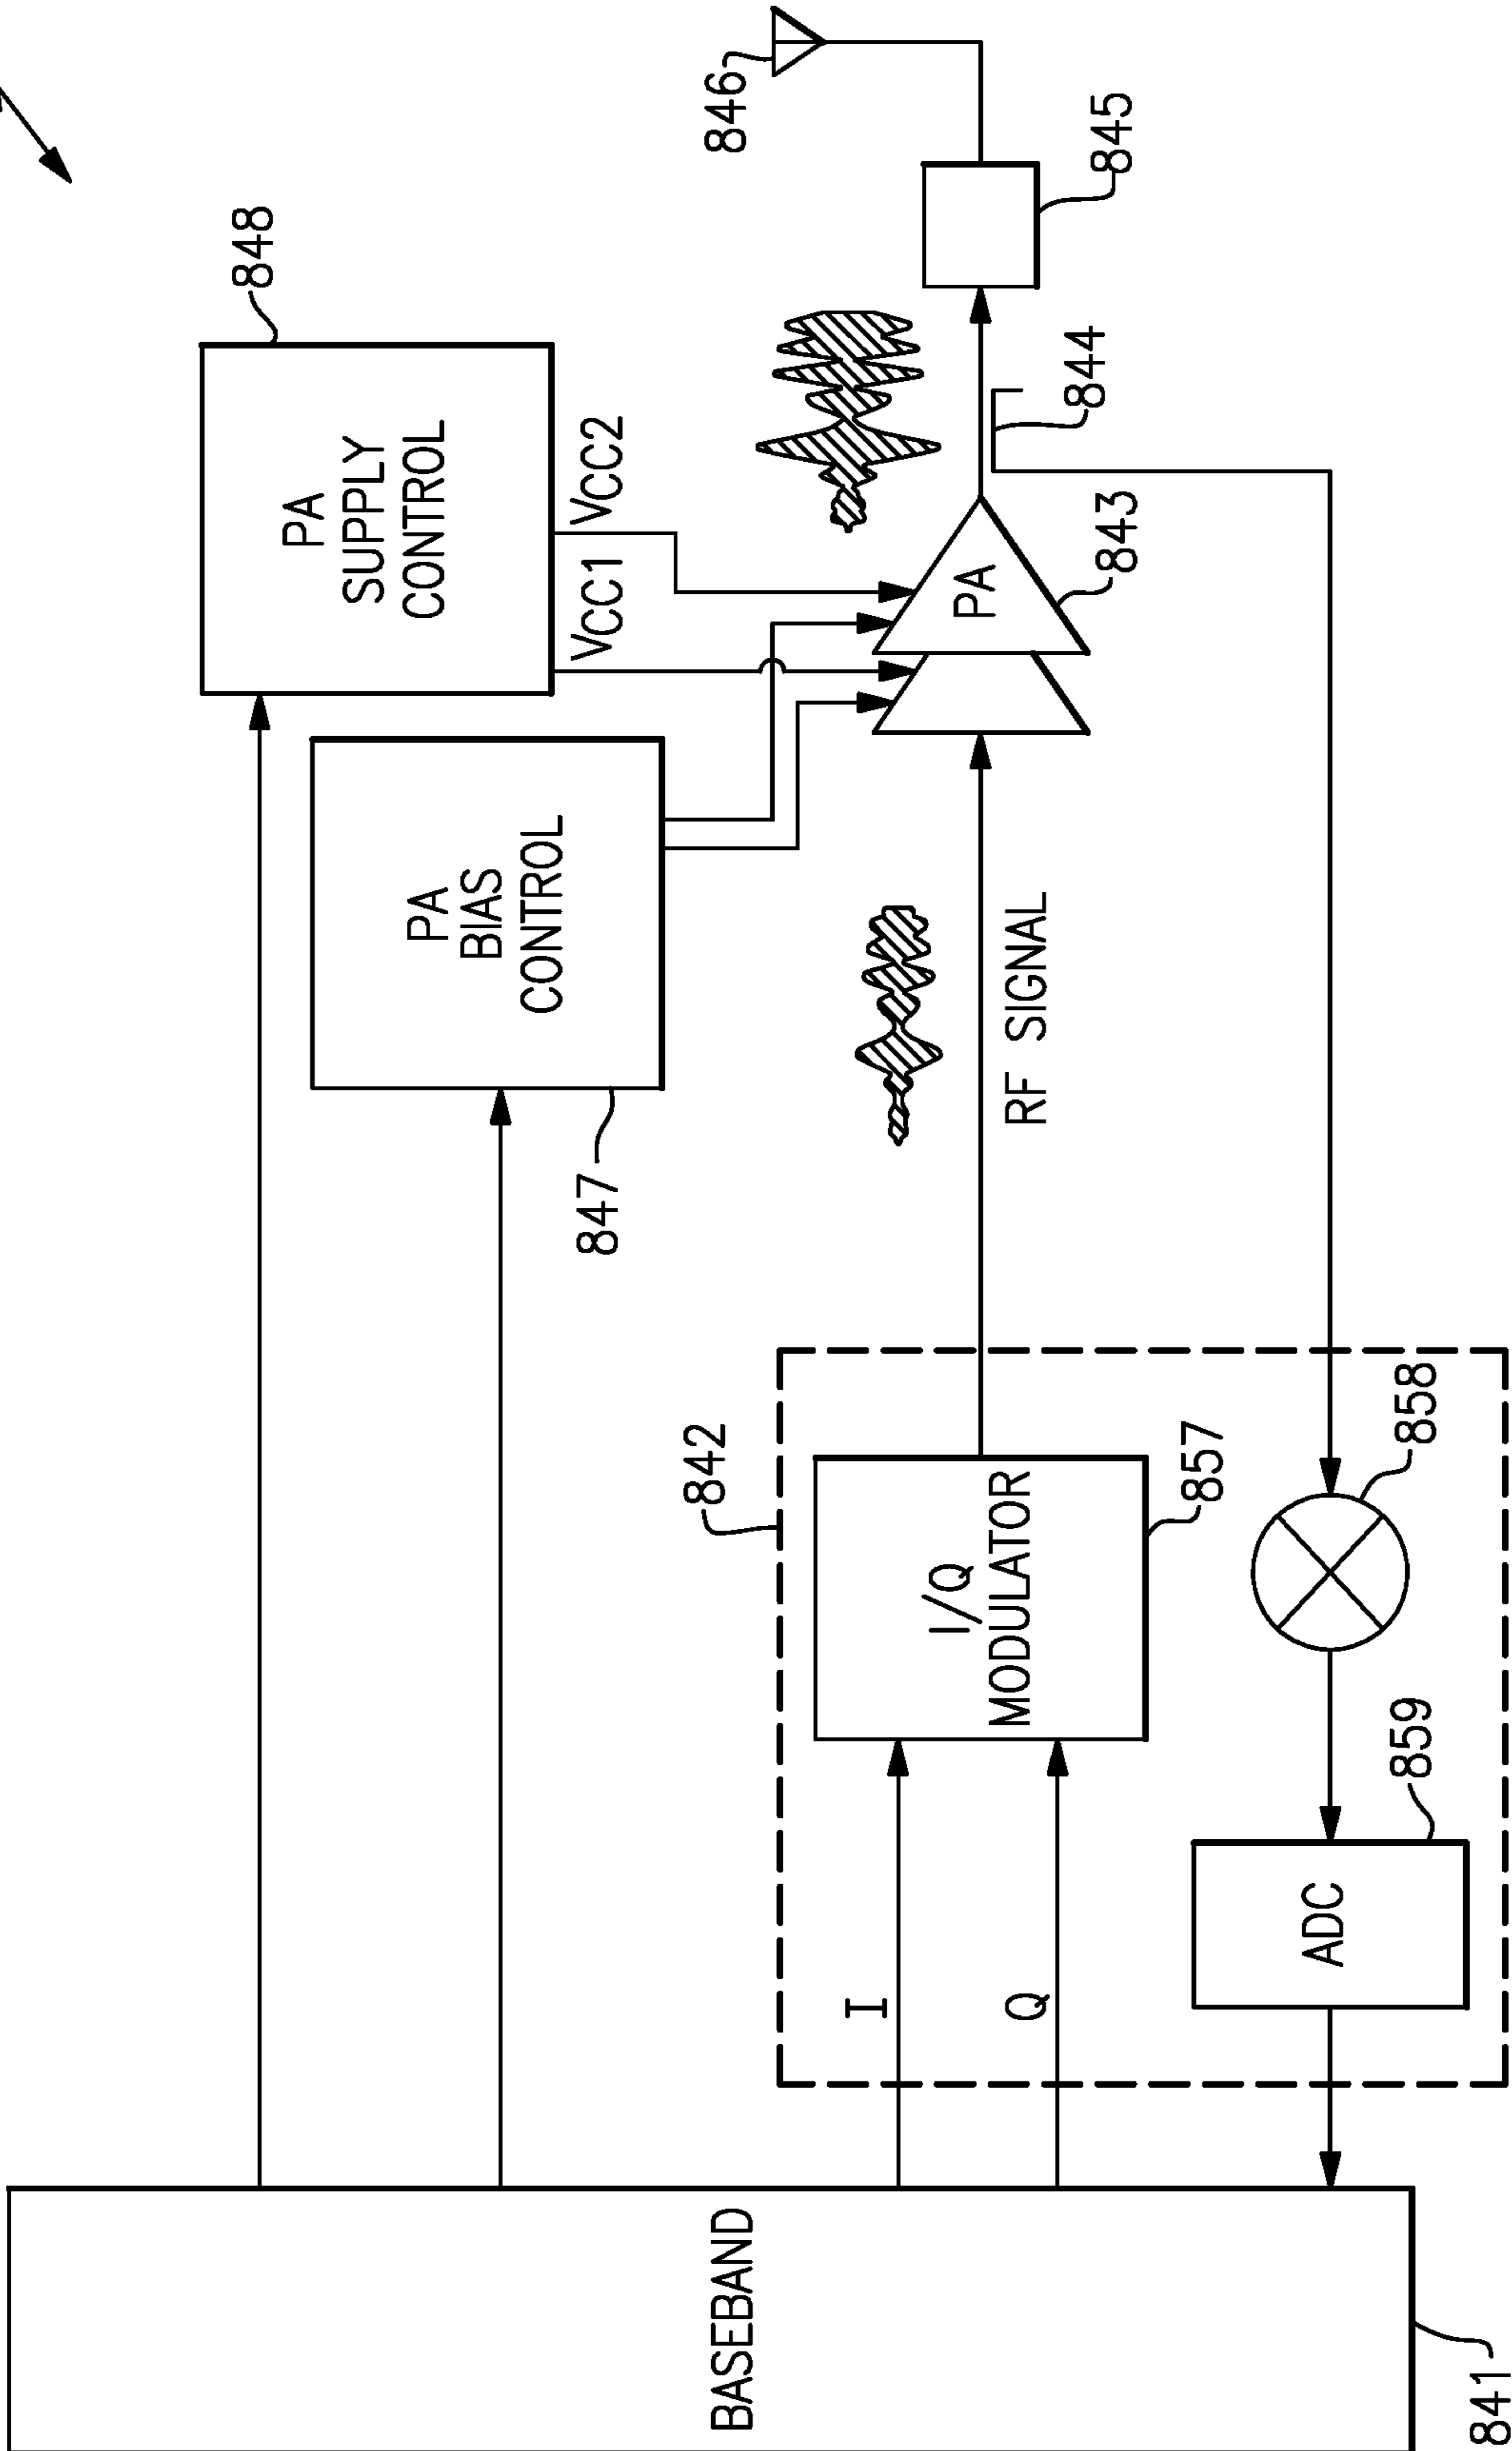 848
PA
SUPPLY
CONTROL
VCC1
VCC2
PA
BIAS
CONTROL
847
846
845
844
PA
843
RF SIGNAL
842
I/Q
MODULATOR
857
858
I
Q
ADC
859
BASEBAND
841